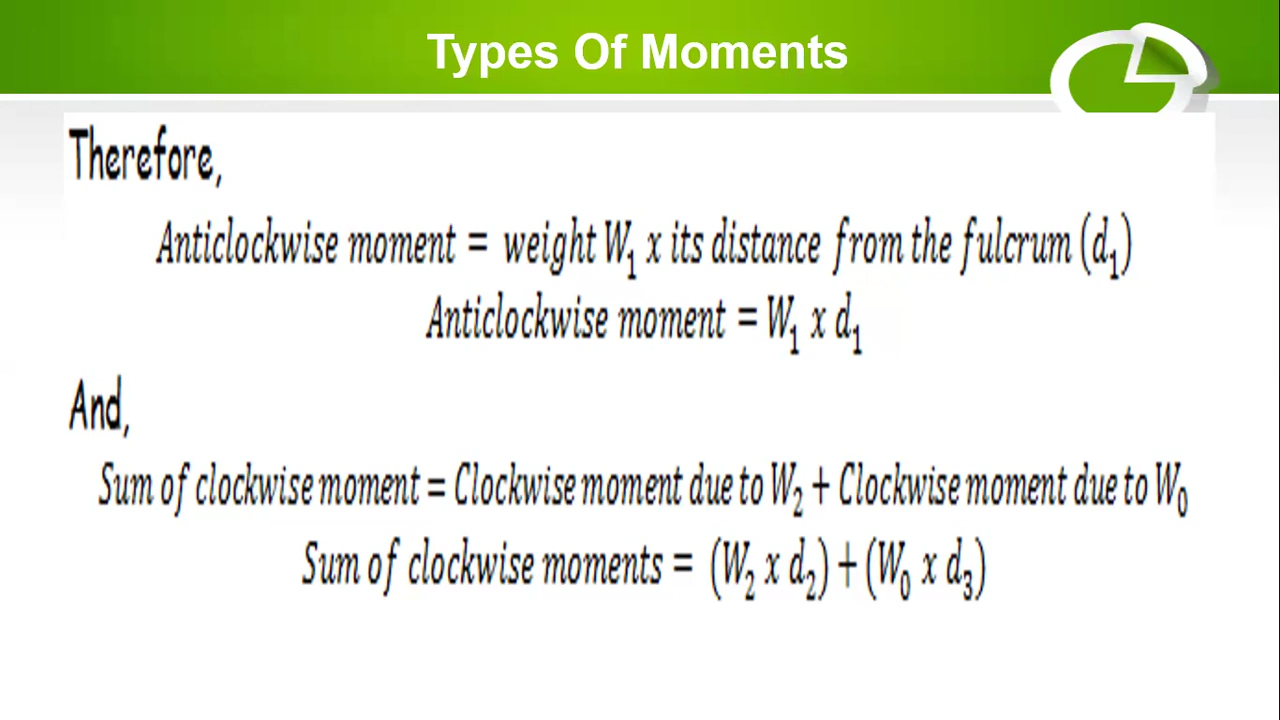 Types Of Moments
Therefore,
Anticlockwise moment = weight W₁ x its distance from the fulcrum (d₁)
Anticlockwise moment = W₁ x d₁
And,
Sum of clockwise moment = Clockwise moment due to W₂ + Clockwise moment due to W₀
Sum of clockwise moments = (W₂ x d₂) + (W₀ x d₃)